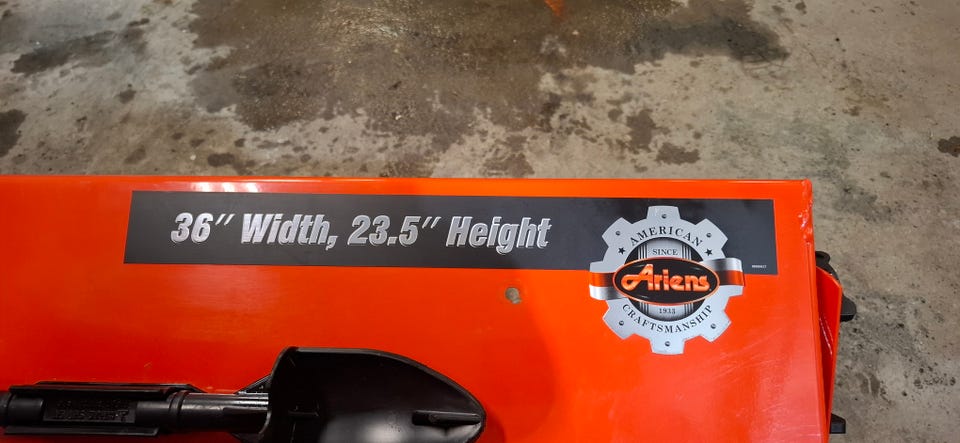 36" Width, 23.5" Height
AMERICAN
SINCE
Ariens
1933
CRAFTSMANSHIP